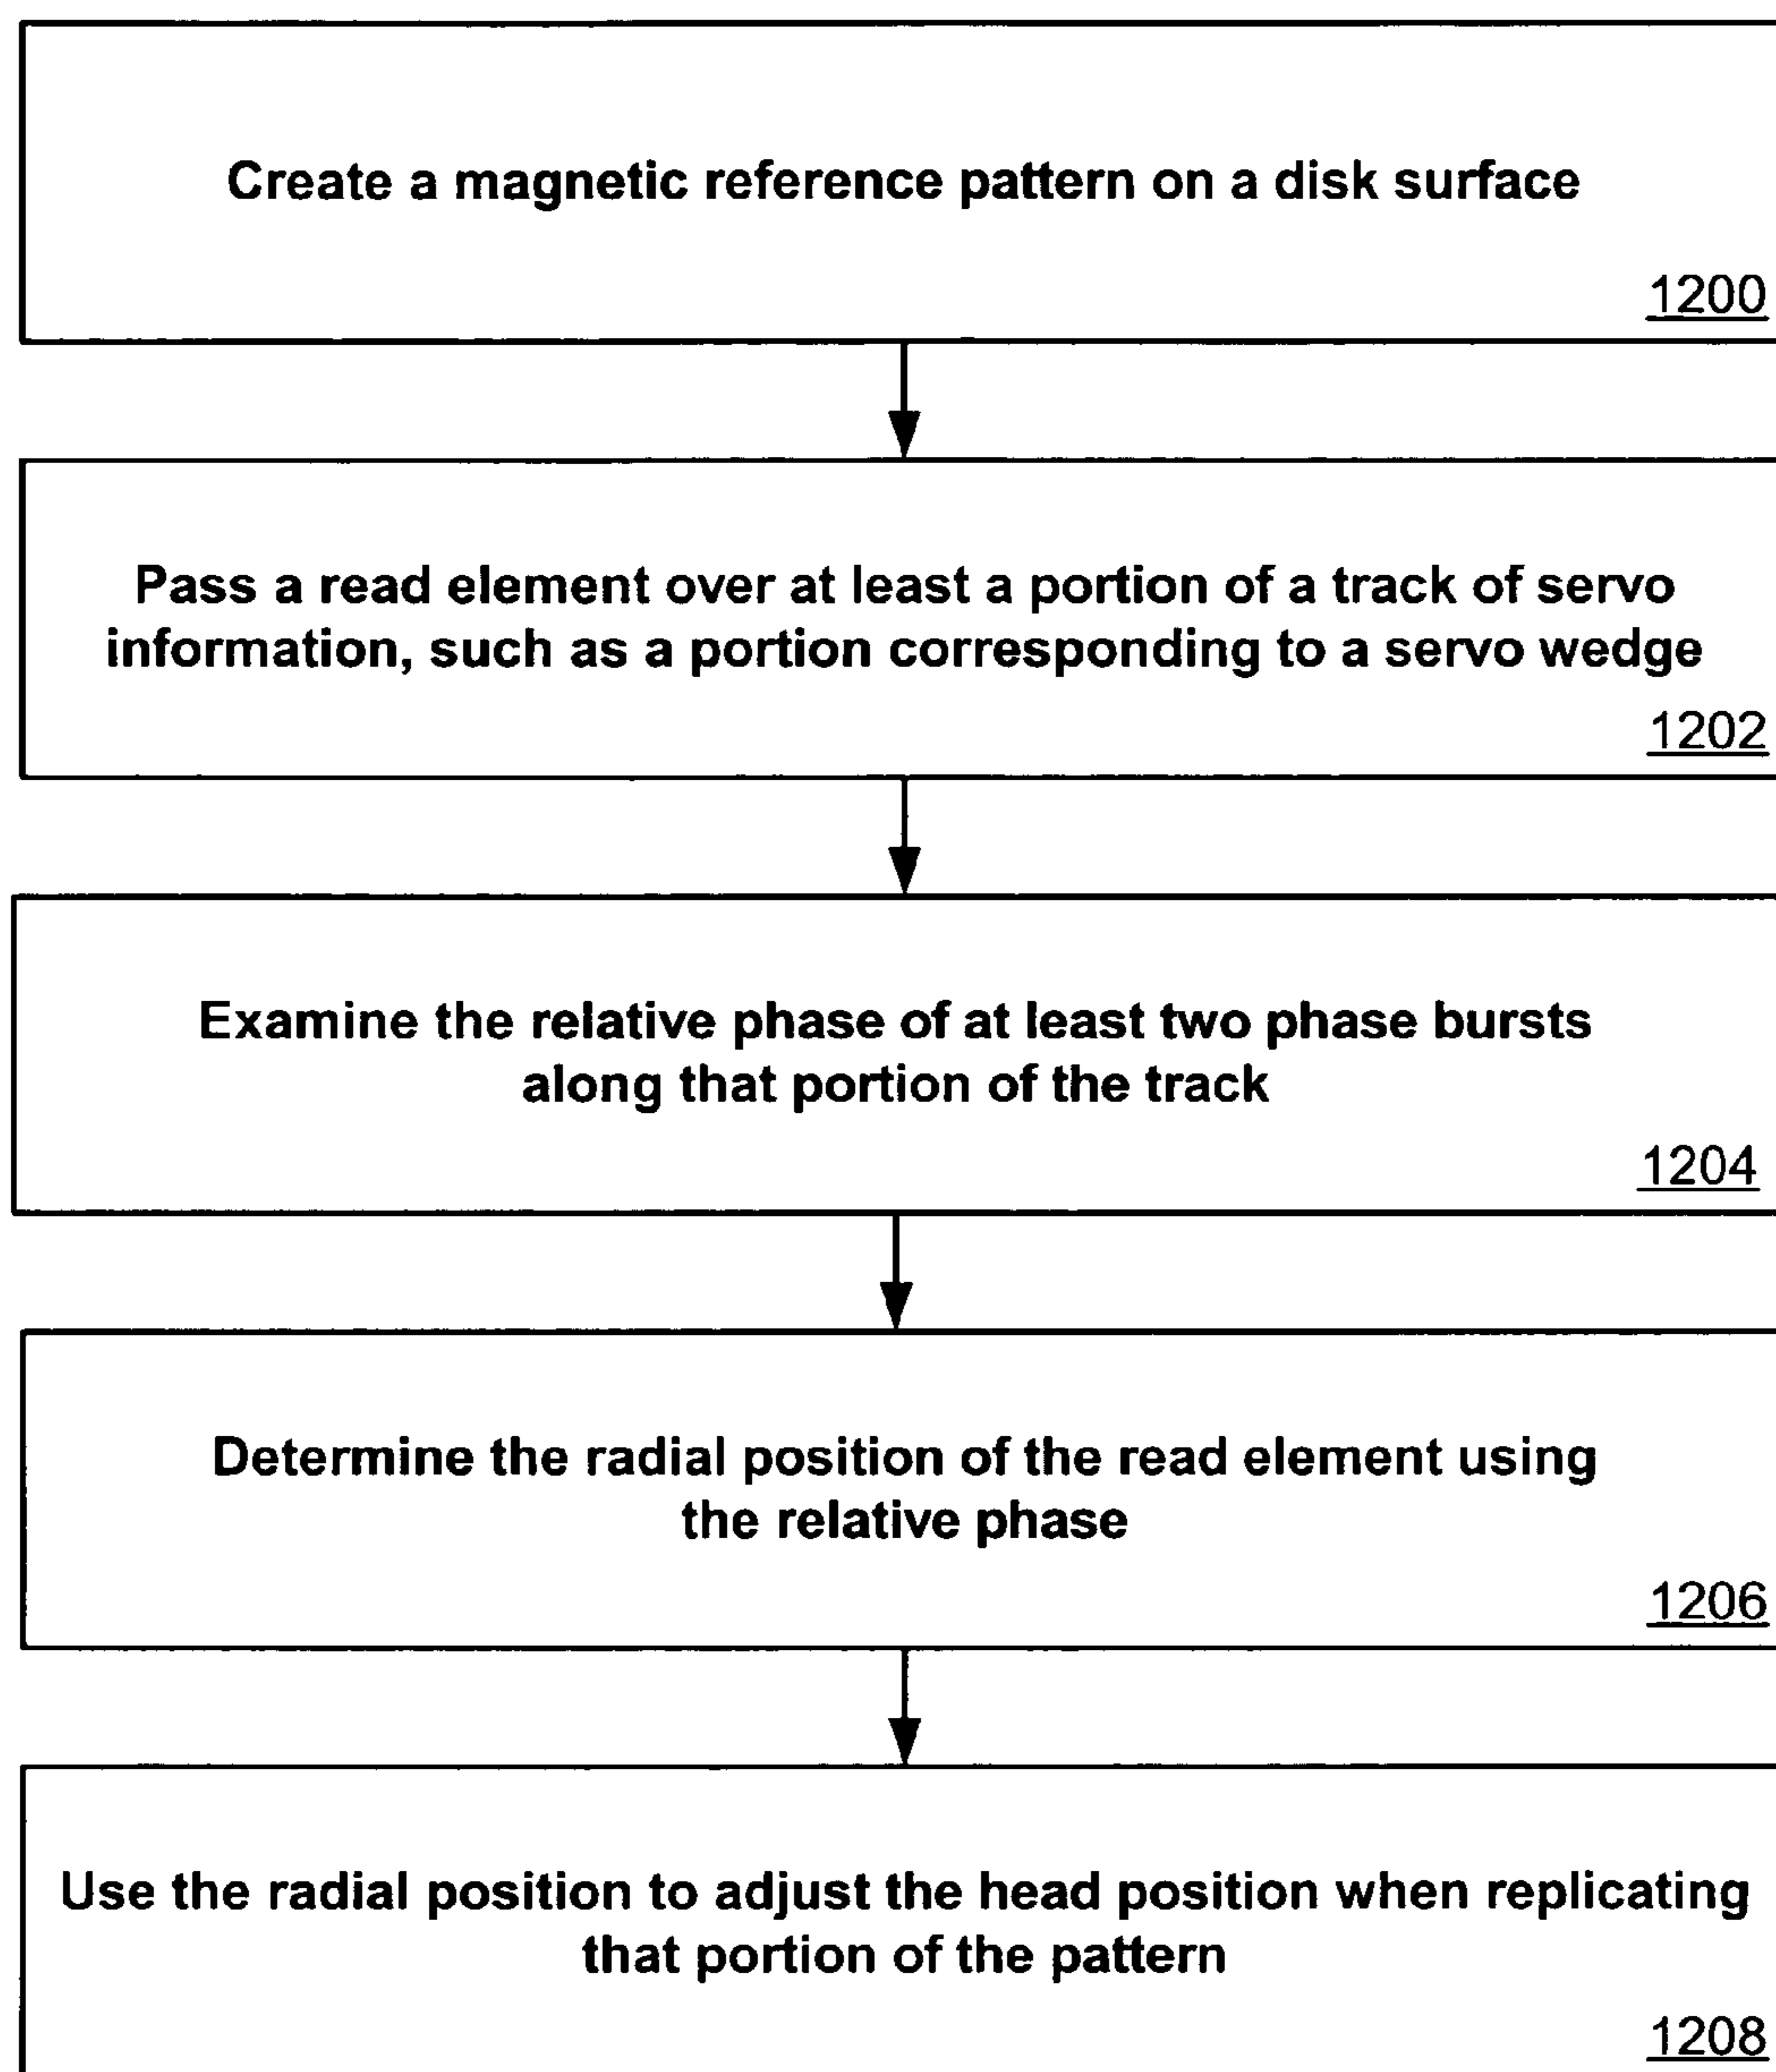 Create a magnetic reference pattern on a disk surface
1200
Pass a read element over at least a portion of a track of servo
information, such as a portion corresponding to a servo wedge
1202
Examine the relative phase of at least two phase bursts
along that portion of the track
1204
Determine the radial position of the read element using
the relative phase
1206
Use the radial position to adjust the head position when replicating
that portion of the pattern
1208